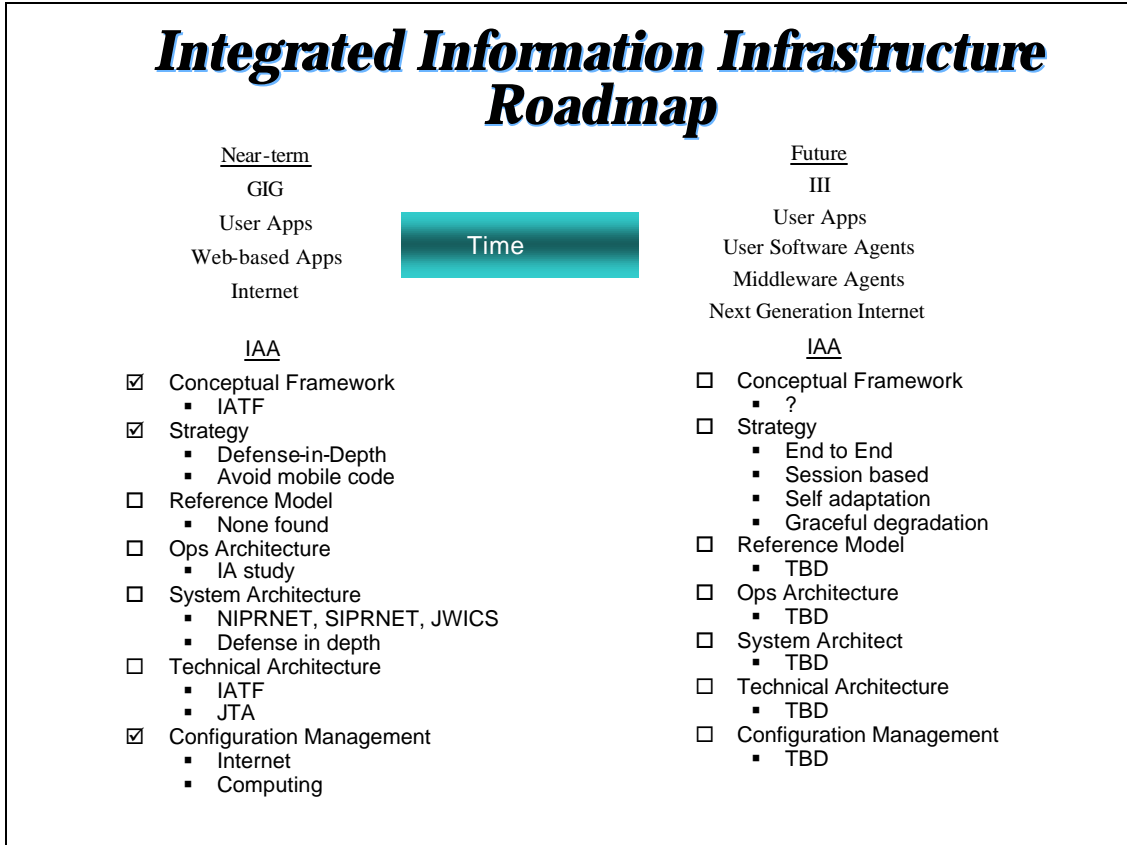 Integrated Information Infrastructure
Roadmap
Near-term
GIG
User Apps
Web-based Apps
Internet
Time
Future
III
User Apps
User Software Agents
Middleware Agents
Next Generation Internet
IAA
☑ Conceptual Framework
▪ IATF
☑ Strategy
▪ Defense-in-Depth
▪ Avoid mobile code
☐ Reference Model
▪ None found
☐ Ops Architecture
▪ IA study
☐ System Architecture
▪ NIPRNET, SIPRNET, JWICS
▪ Defense in depth
☐ Technical Architecture
▪ IATF
▪ JTA
☑ Configuration Management
▪ Internet
▪ Computing
IAA
☐ Conceptual Framework
▪ ?
☐ Strategy
▪ End to End
▪ Session based
▪ Self adaptation
▪ Graceful degradation
☐ Reference Model
▪ TBD
☐ Ops Architecture
▪ TBD
☐ System Architect
▪ TBD
☐ Technical Architecture
▪ TBD
☐ Configuration Management
▪ TBD